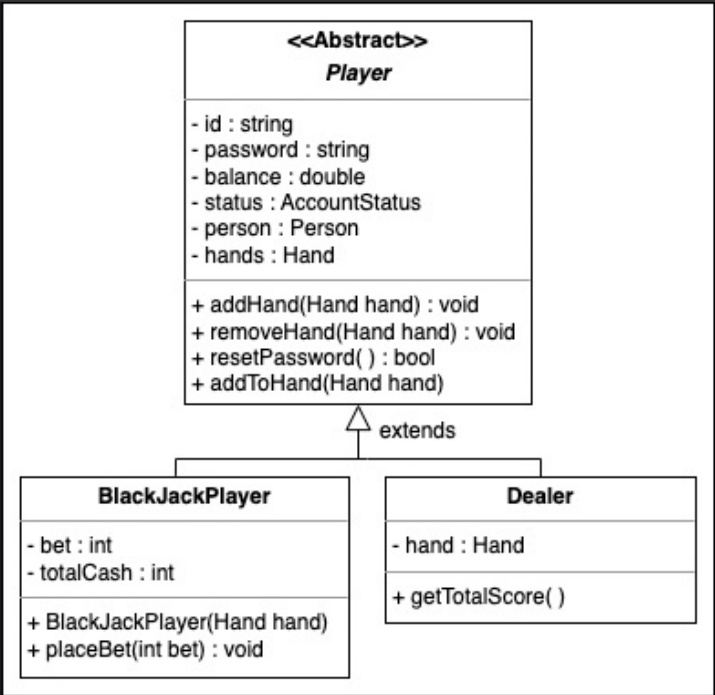 <<Abstract>>
Player
- id : string
- password : string
- balance : double
- status : AccountStatus
- person : Person
- hands : Hand
+ addHand(Hand hand) : void
+ removeHand(Hand hand) : void
+ resetPassword( ) : bool
+ addToHand(Hand hand)
extends
BlackJackPlayer
- bet : int
- totalCash : int
+ BlackJackPlayer(Hand hand)
+ placeBet(int bet) : void
Dealer
- hand : Hand
+ getTotalScore( )